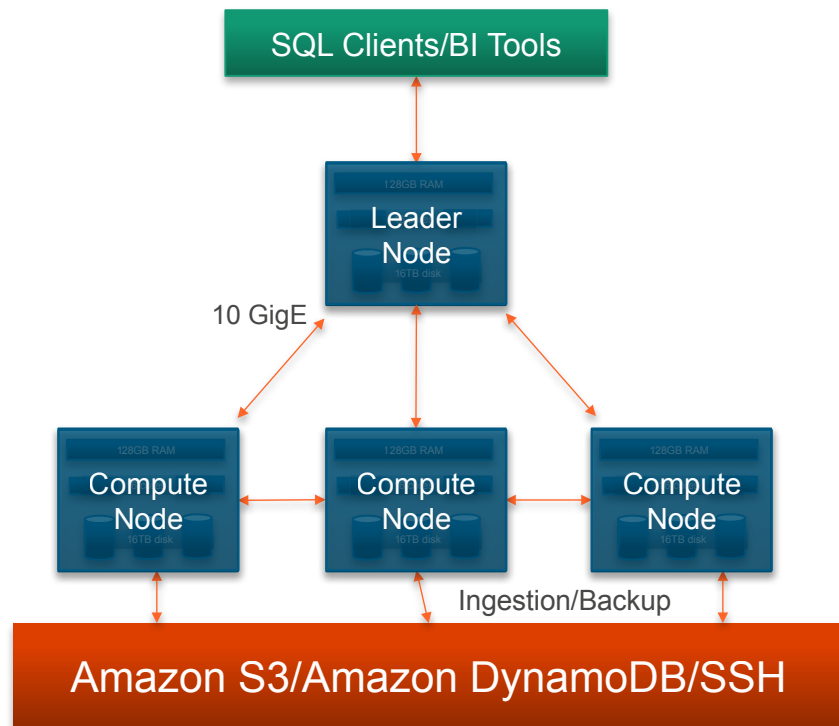 SQL Clients/BI Tools
128GB RAM
Leader
Node
16TB disk
10 GigE
128GB RAM
Compute
Node
16TB disk
128GB RAM
Compute
Node
16TB disk
128GB RAM
Compute
Node
16TB disk
Ingestion/Backup
Amazon S3/Amazon DynamoDB/SSH